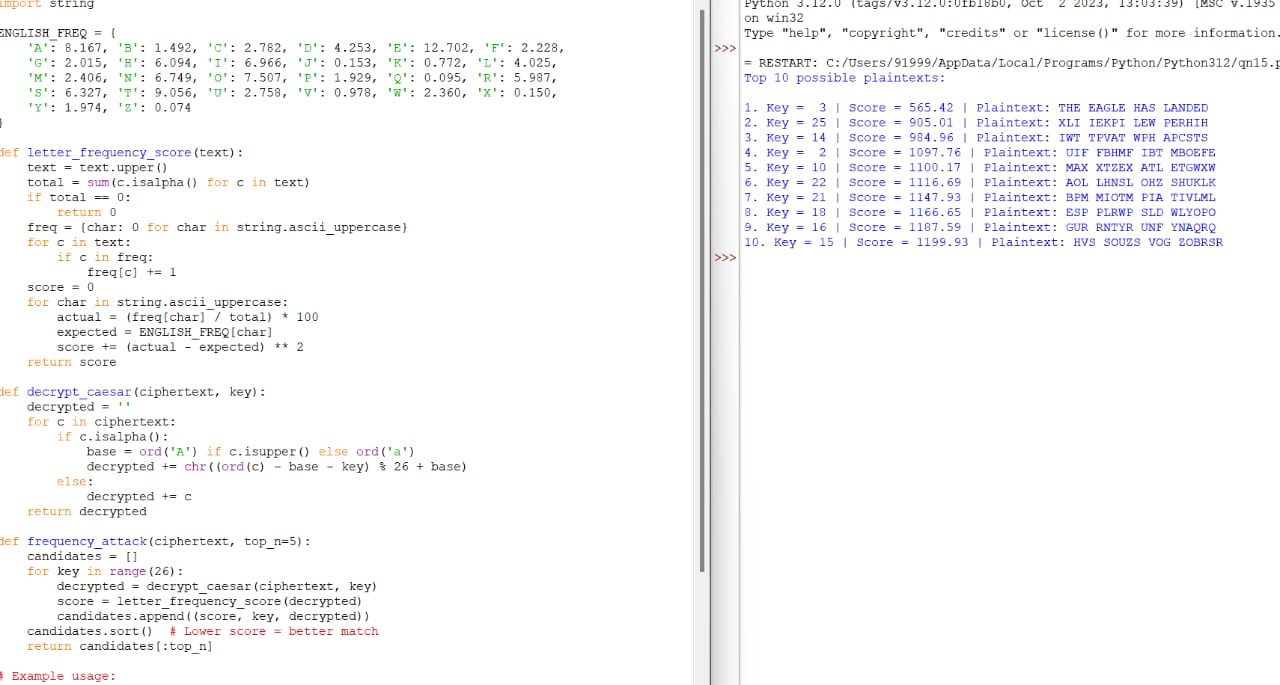 import string
ENGLISH_FREQ = {
    'A': 8.167, 'B': 1.492, 'C': 2.782, 'D': 4.253, 'E': 12.702, 'F': 2.228,
    'G': 2.015, 'H': 6.094, 'I': 6.966, 'J': 0.153, 'K': 0.772, 'L': 4.025,
    'M': 2.406, 'N': 6.749, 'O': 7.507, 'P': 1.929, 'Q': 0.095, 'R': 5.987,
    'S': 6.327, 'T': 9.056, 'U': 2.758, 'V': 0.978, 'W': 2.360, 'X': 0.150,
    'Y': 1.974, 'Z': 0.074
}
def letter_frequency_score(text):
    text = text.upper()
    total = sum(c.isalpha() for c in text)
    if total == 0:
        return 0
    freq = {char: 0 for char in string.ascii_uppercase}
    for c in text:
        if c in freq:
            freq[c] += 1
    score = 0
    for char in string.ascii_uppercase:
        actual = (freq[char] / total) * 100
        expected = ENGLISH_FREQ[char]
        score += (actual - expected) ** 2
    return score
def decrypt_caesar(ciphertext, key):
    decrypted = ''
    for c in ciphertext:
        if c.isalpha():
            base = ord('A') if c.isupper() else ord('a')
            decrypted += chr((ord(c) - base - key) % 26 + base)
        else:
            decrypted += c
    return decrypted
def frequency_attack(ciphertext, top_n=5):
    candidates = []
    for key in range(26):
        decrypted = decrypt_caesar(ciphertext, key)
        score = letter_frequency_score(decrypted)
        candidates.append((score, key, decrypted))
    candidates.sort()  # Lower score = better match
    return candidates[:top_n]
# Example usage:
Python 3.12.0 (tags/v3.12.0:0fb18b0, Oct  2 2023, 13:03:39) [MSC v.1935
on win32
Type "help", "copyright", "credits" or "license()" for more information.
>>>
= RESTART: C:/Users/91999/AppData/Local/Programs/Python/Python312/qn15.p
Top 10 possible plaintexts:
1. Key =  3 | Score = 565.42 | Plaintext: THE EAGLE HAS LANDED
2. Key = 25 | Score = 905.01 | Plaintext: XLI IEKPI LEW PERHIH
3. Key = 14 | Score = 984.96 | Plaintext: IWT TPVAT WPH APCSTS
4. Key =  2 | Score = 1097.76 | Plaintext: UIF FBHMF IBT MBOEFE
5. Key = 10 | Score = 1100.17 | Plaintext: MAX XTZEX ATL ETGWXW
6. Key = 22 | Score = 1116.69 | Plaintext: AOL LHNSL OHZ SHUKLK
7. Key = 21 | Score = 1147.93 | Plaintext: BPM MIOTM PIA TIVLML
8. Key = 18 | Score = 1166.65 | Plaintext: ESP PLRWP SLD WLYOPO
9. Key = 16 | Score = 1187.59 | Plaintext: GUR RNTYR UNF YNAQRQ
10. Key = 15 | Score = 1199.93 | Plaintext: HVS SOUZS VOG ZOBRSR
>>>